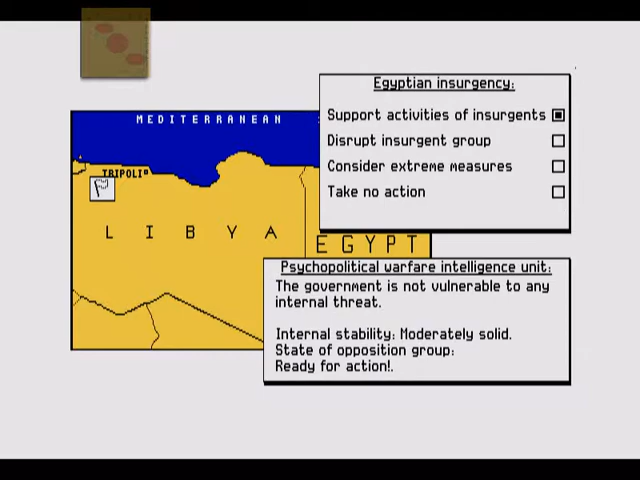 Egyptian insurgency:
Support activities of insurgents
Disrupt insurgent group
Consider extreme measures
Take no action
MEDITERRANEAN
TRIPOLI
LIBYA
EGYPT
Psychopolitical warfare intelligence unit:
The government is not vulnerable to any
internal threat.
Internal stability: Moderately solid.
State of opposition group:
Ready for action!.